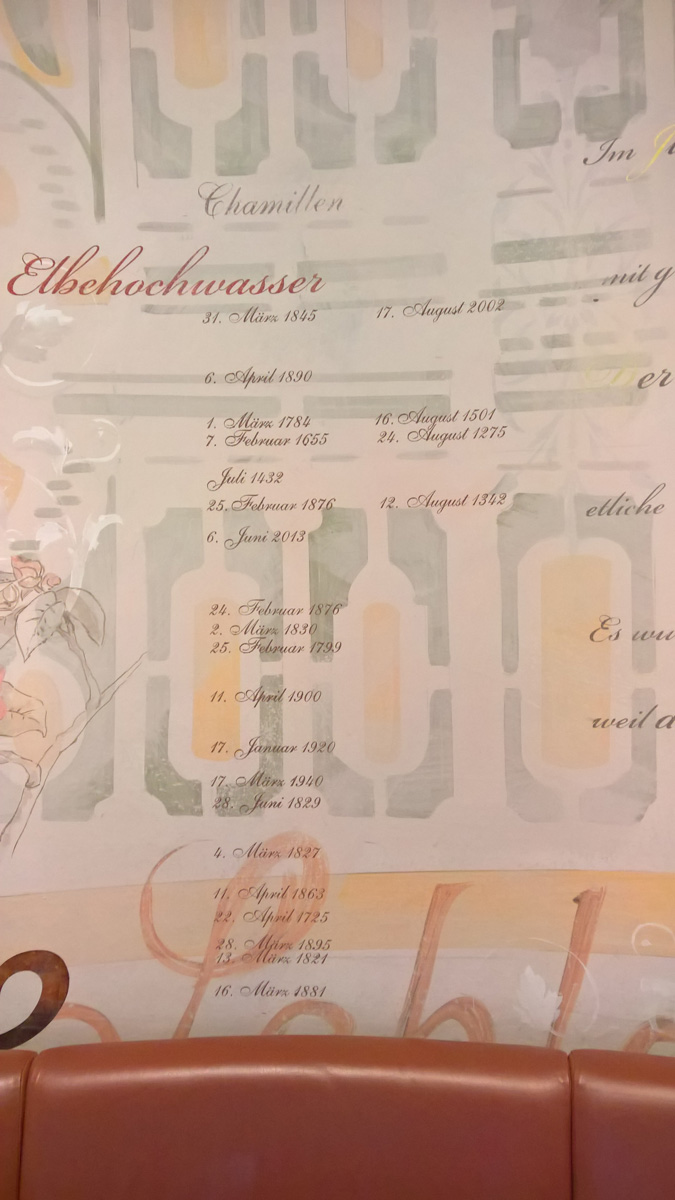 Im
Chamillen
Elbehochwasser
31. März 1845 17. August 2002
mit g
6. April 1890
er
1. März 1784 16. August 1501
7. Februar 1655 24. August 1275
Juli 1432
25. Februar 1876 12. August 1342
etliche
6. Juni 2013
24. Februar 1876
2. März 1830
Es wu
25. Februar 1799
11. April 1900
weil d
17. Januar 1920
17. März 1940
28. Juni 1829
4. März 1827
11. April 1863
22. April 1725
28. März 1895
13. März 1821
16. März 1881